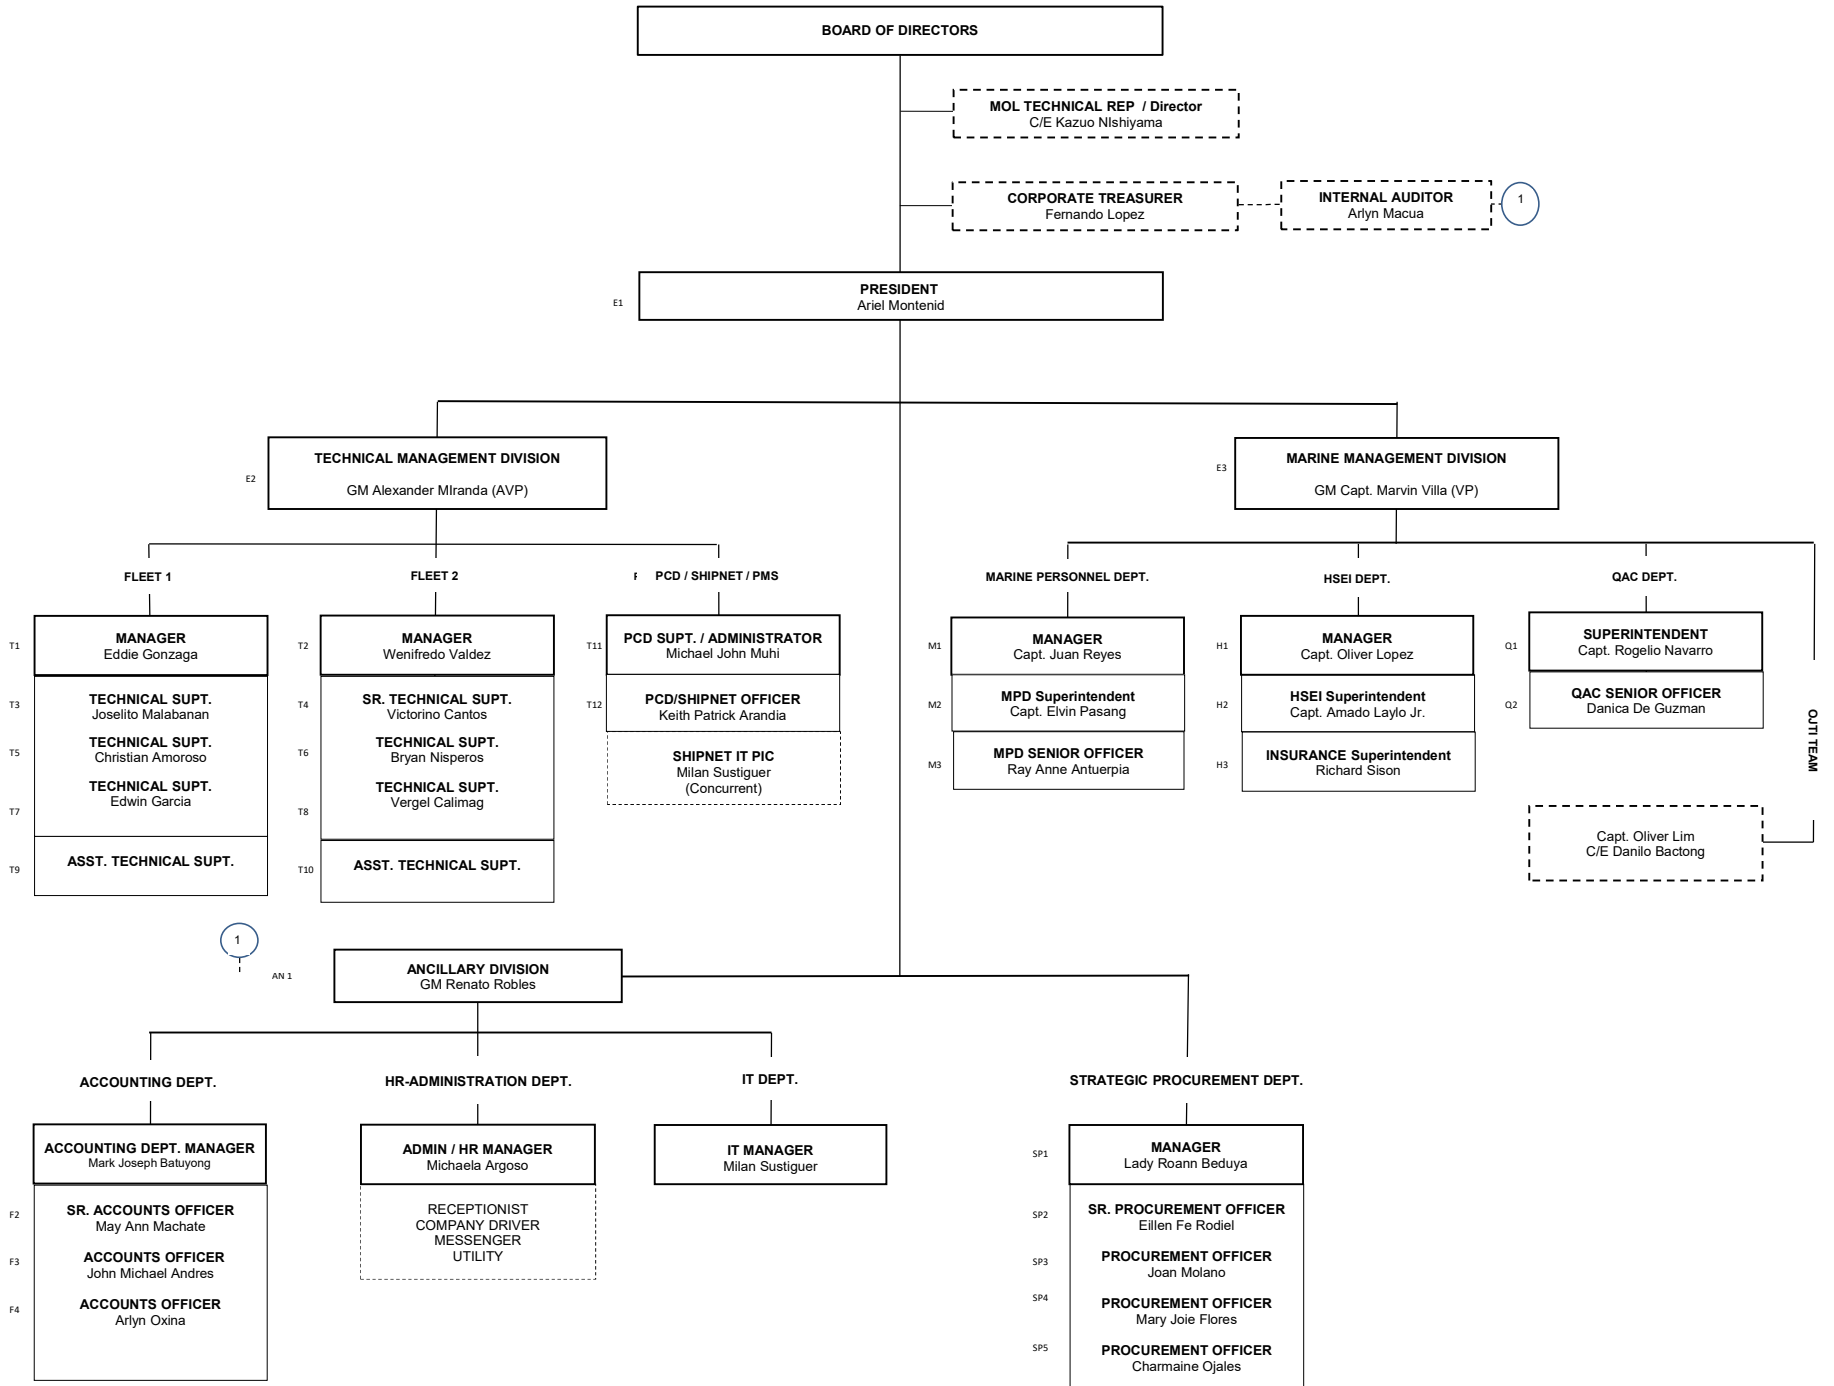 BOARD OF DIRECTORS
MOL TECHNICAL REP / Director
C/E Kazuo NIshiyama
CORPORATE TREASURER
Fernando Lopez
INTERNAL AUDITOR
Arlyn Macua
1
E1
PRESIDENT
Ariel Montenid
E2
TECHNICAL MANAGEMENT DIVISION
GM Alexander MIranda (AVP)
E3
MARINE MANAGEMENT DIVISION
GM Capt. Marvin Villa (VP)
FLEET 1
T1
MANAGER
Eddie Gonzaga
T3
TECHNICAL SUPT.
Joselito Malabanan
T5
TECHNICAL SUPT.
Christian Amoroso
TECHNICAL SUPT.
Edwin Garcia
T7
T9
ASST. TECHNICAL SUPT.
FLEET 2
T2
MANAGER
Wenifredo Valdez
T4
SR. TECHNICAL SUPT.
Victorino Cantos
T6
TECHNICAL SUPT.
Bryan Nisperos
TECHNICAL SUPT.
Vergel Calimag
T8
T10
ASST. TECHNICAL SUPT.
PCD / SHIPNET / PMS
T11
PCD SUPT. / ADMINISTRATOR
Michael John Muhi
T12
PCD/SHIPNET OFFICER
Keith Patrick Arandia
SHIPNET IT PIC
Milan Sustiguer
(Concurrent)
MARINE PERSONNEL DEPT.
M1
MANAGER
Capt. Juan Reyes
M2
MPD Superintendent
Capt. Elvin Pasang
M3
MPD SENIOR OFFICER
Ray Anne Antuerpia
HSEI DEPT.
H1
MANAGER
Capt. Oliver Lopez
H2
HSEI Superintendent
Capt. Amado Laylo Jr.
H3
INSURANCE Superintendent
Richard Sison
QAC DEPT.
Q1
SUPERINTENDENT
Capt. Rogelio Navarro
Q2
QAC SENIOR OFFICER
Danica De Guzman
OJTI TEAM
Capt. Oliver Lim
C/E Danilo Bactong
1
AN 1
ANCILLARY DIVISION
GM Renato Robles
ACCOUNTING DEPT.
ACCOUNTING DEPT. MANAGER
Mark Joseph Batuyong
F2
SR. ACCOUNTS OFFICER
May Ann Machate
F3
ACCOUNTS OFFICER
John Michael Andres
F4
ACCOUNTS OFFICER
Arlyn Oxina
HR-ADMINISTRATION DEPT.
ADMIN / HR MANAGER
Michaela Argoso
RECEPTIONIST
COMPANY DRIVER
MESSENGER
UTILITY
IT DEPT.
IT MANAGER
Milan Sustiguer
STRATEGIC PROCUREMENT DEPT.
SP1
MANAGER
Lady Roann Beduya
SP2
SR. PROCUREMENT OFFICER
Eillen Fe Rodiel
SP3
PROCUREMENT OFFICER
Joan Molano
SP4
PROCUREMENT OFFICER
Mary Joie Flores
SP5
PROCUREMENT OFFICER
Charmaine Ojales